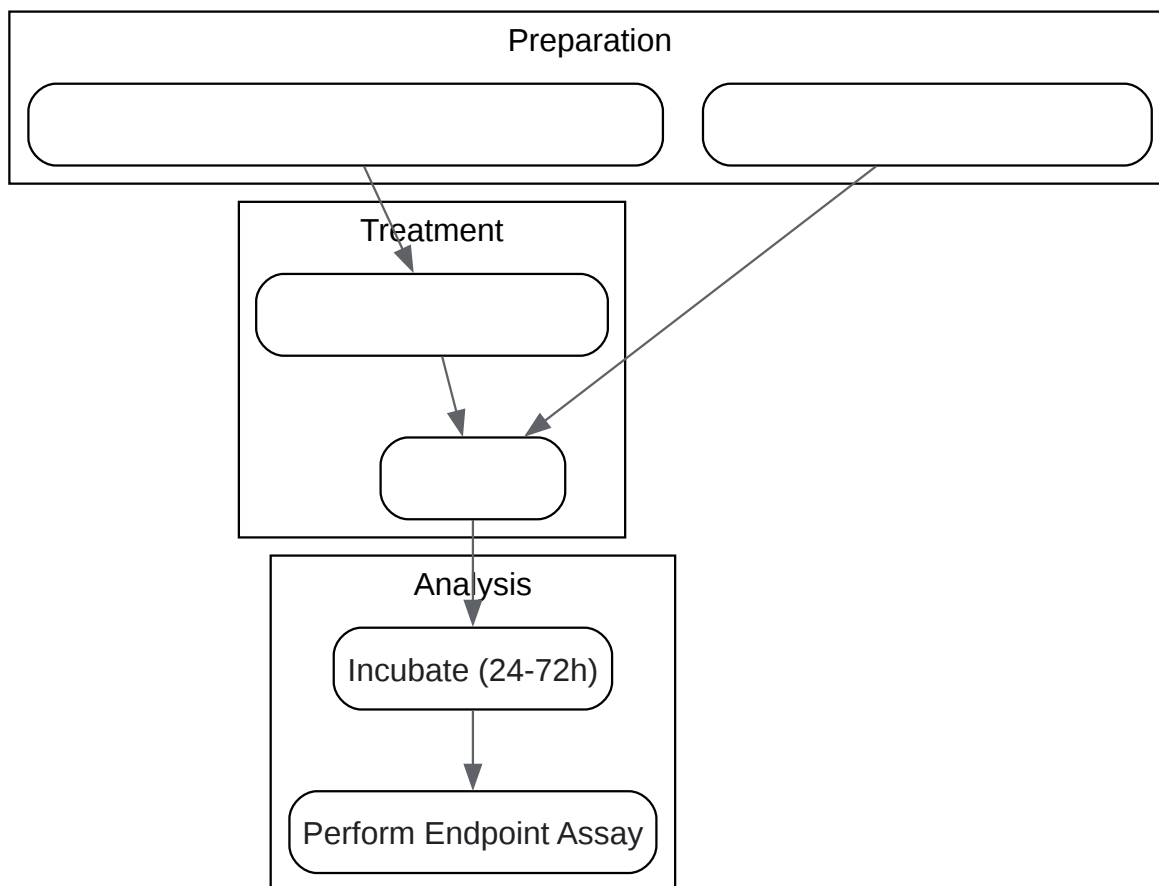 Preparation
Treatment
Analysis
Incubate (24-72h)
Perform Endpoint Assay